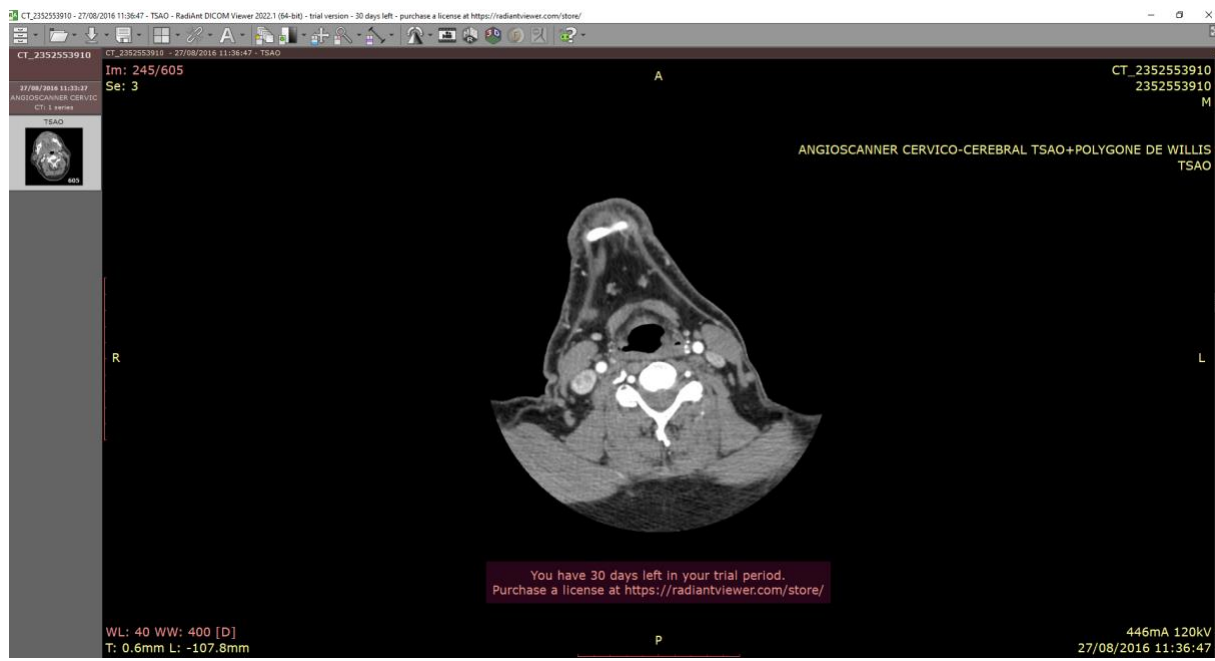 CT_2352553910 - 27/08/2016 11:36:47 - TSAO - RadiAnt DICOM Viewer 2022.1 (64-bit) - trial version - 30 days left - purchase a license at https://radiantviewer.com/store/
CT_2352553910
CT_2352553910 - 27/08/2016 11:36:47 - TSAO
27/08/2016 11:33:27
ANGIOSCANNER CERVIC
CT: 1 series
TSAO
605
Im: 245/605
Se: 3
A
CT_2352553910
2352553910
M
ANGIOSCANNER CERVICO-CEREBRAL TSAO+POLYGONE DE WILLIS
TSAO
R
L
You have 30 days left in your trial period.
Purchase a license at https://radiantviewer.com/store/
WL: 40 WW: 400 [D]
T: 0.6mm L: -107.8mm
P
446mA 120kV
27/08/2016 11:36:47